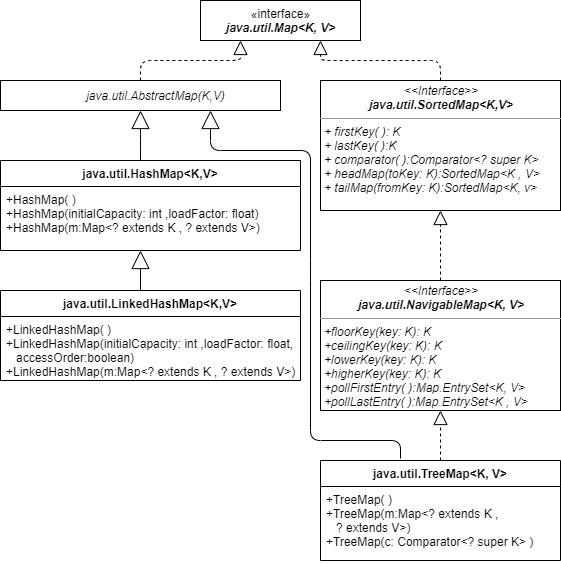 «interface»
java.util.Map<K, V>
java.util.AbstractMap(K,V)
<<Interface>>
java.util.SortedMap<K,V>
+ firstKey( ): K
+ lastKey( ):K
+ comparator( ):Comparator<? super K>
+ headMap(toKey: K):SortedMap<K , V>
+ tailMap(fromKey: K):SortedMap<K, v>
java.util.HashMap<K,V>
+HashMap( )
+HashMap(initialCapacity: int ,loadFactor: float)
+HashMap(m:Map<? extends K , ? extends V>)
java.util.LinkedHashMap<K,V>
+LinkedHashMap( )
+LinkedHashMap(initialCapacity: int ,loadFactor: float,
accessOrder:boolean)
+LinkedHashMap(m:Map<? extends K , ? extends V>)
<<Interface>>
java.util.NavigableMap<K, V>
+floorKey(key: K): K
+ceilingKey(key: K): K
+lowerKey(key: K): K
+higherKey(key: K): K
+pollFirstEntry( ):Map.EntrySet<K, V>
+pollLastEntry( ):Map.EntrySet<K , V>
java.util.TreeMap<K, V>
+TreeMap( )
+TreeMap(m:Map<? extends K ,
? extends V>)
+TreeMap(c: Comparator<? super K> )